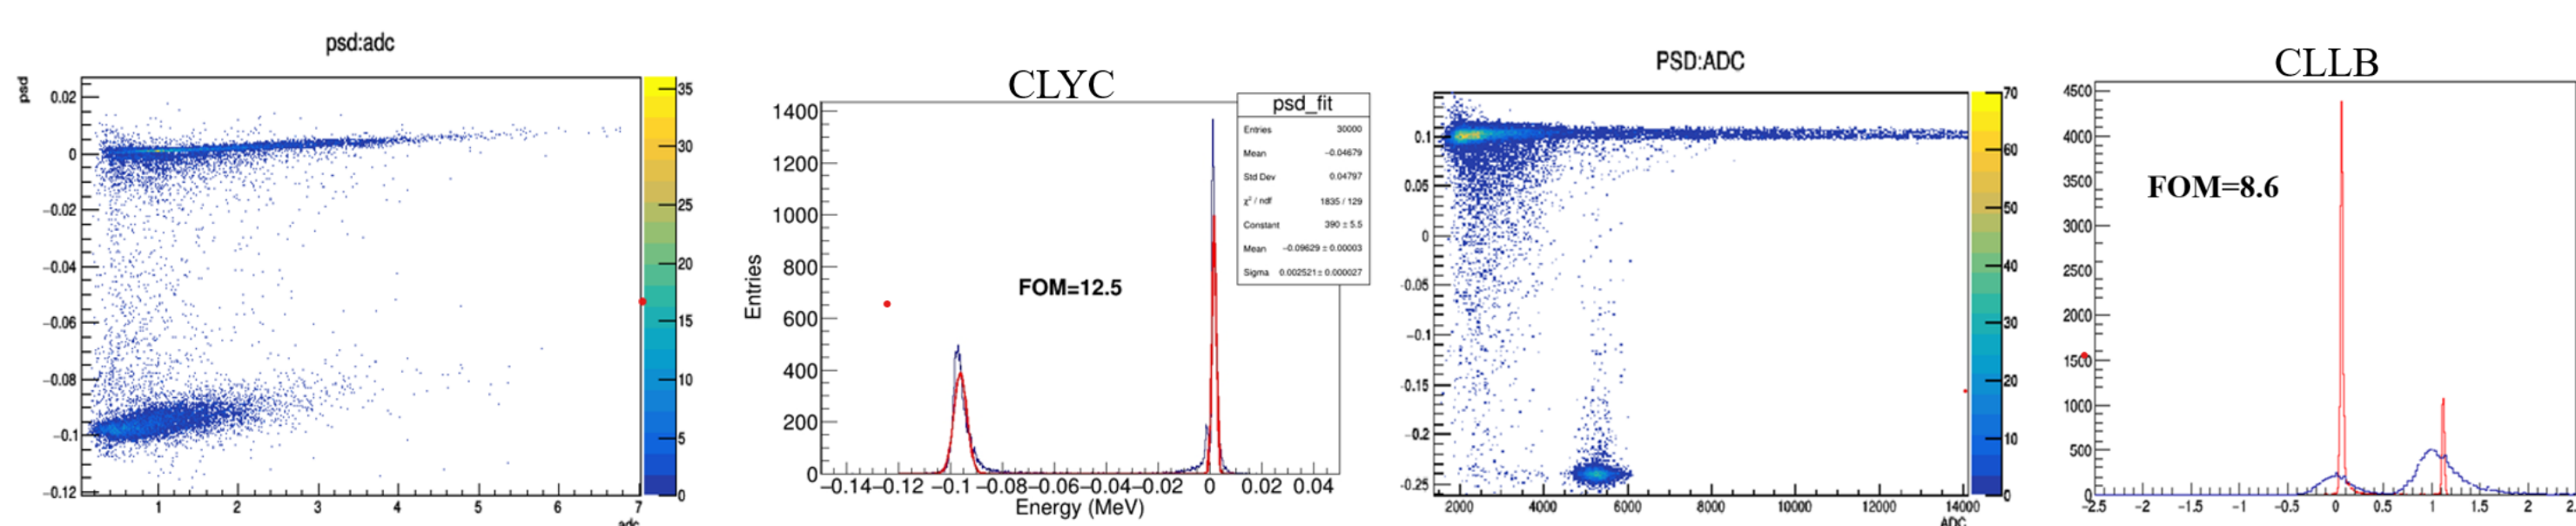 psd:adc
psd
0.02
0
−0.02
−0.04
−0.06
−0.08
−0.1
−0.12
1 2 3 4 5 6 7
adc
35
30
25
20
15
10
5
0
CLYC
psd_fit
Entries 30000
Mean −0.04679
Std Dev 0.04797
χ² / ndf 1835 / 129
Constant 390 ± 5.5
Mean −0.09629 ± 0.00003
Sigma 0.002521 ± 0.000027
Entries
1400
1200
1000
800
600
400
200
0
FOM=12.5
−0.14 −0.12 −0.1 −0.08 −0.06 −0.04 −0.02 0 0.02 0.04
Energy (MeV)
PSD:ADC
0.1
0.05
0
-0.05
-0.1
-0.15
-0.2
-0.25
2000 4000 6000 8000 10000 12000 14000
ADC
70
60
50
40
30
20
10
0
CLLB
4500
4000
3500
3000
2500
2000
1500
1000
500
0
FOM=8.6
−2.5 −2 −1.5 −1 −0.5 0 0.5 1 1.5 2